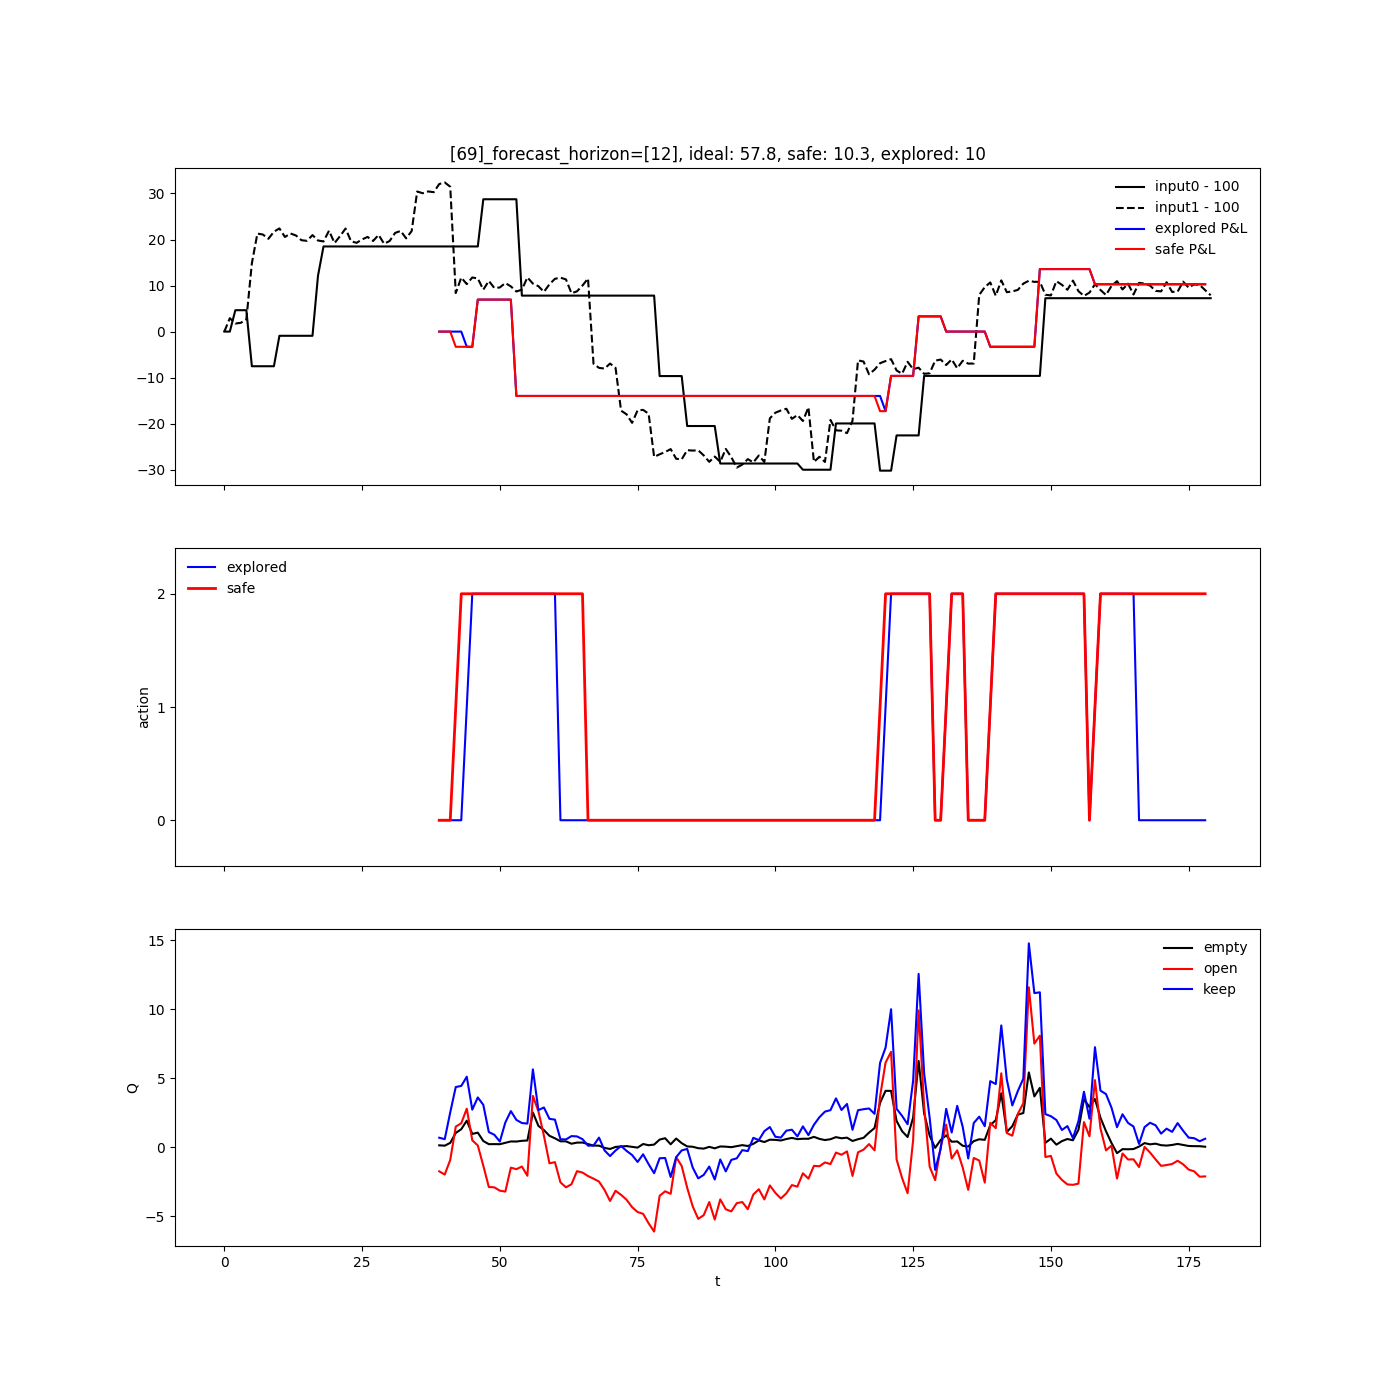 [69]_forecast_horizon=[12], ideal: 57.8, safe: 10.3, explored: 10
30
20
10
0
−10
−20
−30
input0 - 100
input1 - 100
explored P&L
safe P&L
explored
safe
2
1
0
action
15
10
5
0
−5
Q
empty
open
keep
0 25 50 75 100 125 150 175
t